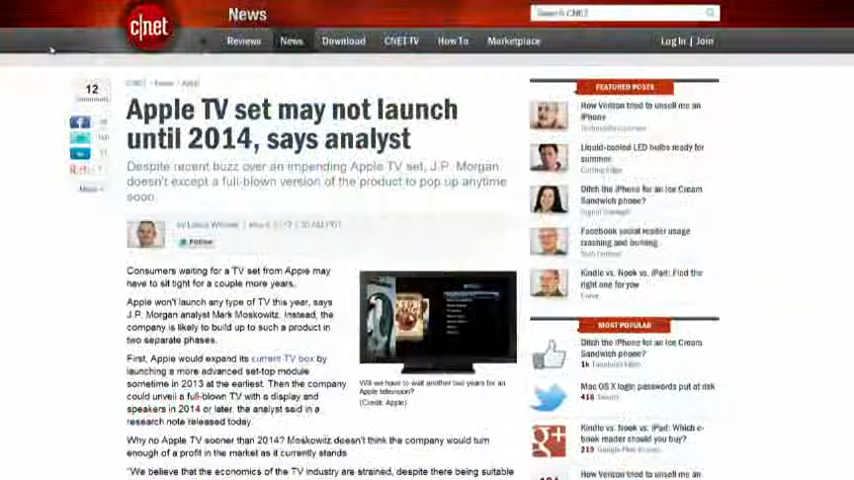 c|net
News
Search CNET
Reviews News Download CNET TV How To Marketplace
Log In | Join
12
Apple TV set may not launch
until 2014, says analyst
Despite recent buzz over an impending Apple TV set, J.P. Morgan
doesn't except a full-blown version of the product to pop up anytime
soon.
Follow
Consumers waiting for a TV set from Apple may
have to sit tight for a couple more years.
Apple won't launch any type of TV this year, says
J.P. Morgan analyst Mark Moskowitz. Instead, the
company is likely to build up to such a product in
two separate phases.
First, Apple would expand its current TV box by
launching a more advanced set-top module
sometime in 2013 at the earliest. Then the company
could unveil a full-blown TV with a display and
speakers in 2014 or later, the analyst said in a
research note released today.
Why no Apple TV sooner than 2014? Moskowitz doesn't think the company would turn
enough of a profit in the market as it currently stands
"We believe that the economics of the TV industry are strained, despite there being suitable
Will we have to wait another two years for an
Apple television?
(Credit: Apple)
FEATURED POSTS
How Verizon tried to unsell me an
iPhone
Liquid-cooled LED bulbs ready for
summer
Cutting Edge
Ditch the iPhone for an Ice Cream
Sandwich phone?
Facebook social reader usage
crashing and burning
Kindle vs. Nook vs. iPad: Find the
right one for you
Crave
MOST POPULAR
Ditch the iPhone for an Ice Cream
Sandwich phone?
1k Facebook Likes
Mac OS X login passwords put at risk
416 Tweets
Kindle vs. Nook vs. iPad: Which e-
book reader should you buy?
219 Google Plus
How Verizon tried to unsell me an